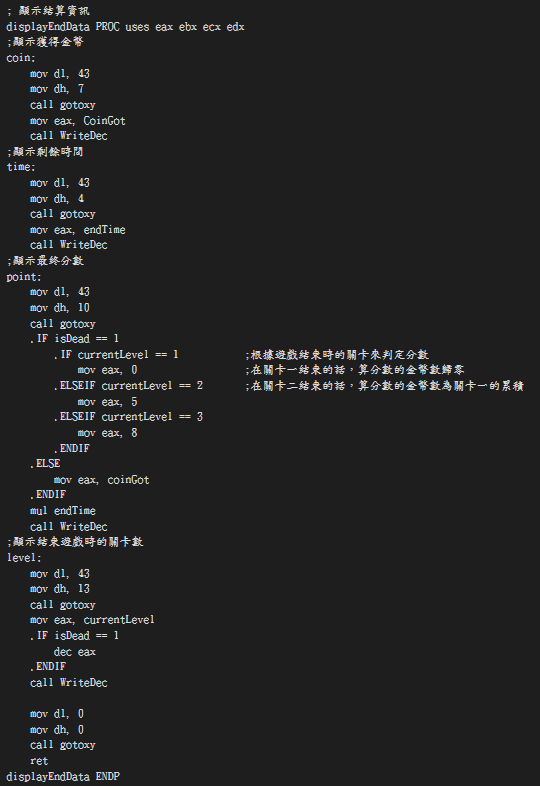 ; 顯示結算資訊
displayEndData PROC uses eax ebx ecx edx
;顯示獲得金幣
coin:
    mov dl, 43
    mov dh, 7
    call gotoxy
    mov eax, CoinGot
    call WriteDec
;顯示剩餘時間
time:
    mov dl, 43
    mov dh, 4
    call gotoxy
    mov eax, endTime
    call WriteDec
;顯示最終分數
point:
    mov dl, 43
    mov dh, 10
    call gotoxy
    .IF isDead == 1
        .IF currentLevel == 1           ;根據遊戲結束時的關卡來判定分數
            mov eax, 0                  ;在關卡一結束的話，算分數的金幣數歸零
        .ELSEIF currentLevel == 2       ;在關卡二結束的話，算分數的金幣數為關卡一的累積
            mov eax, 5
        .ELSEIF currentLevel == 3
            mov eax, 8
        .ENDIF
    .ELSE
        mov eax, coinGot
    .ENDIF
    mul endTime
    call WriteDec
;顯示結束遊戲時的關卡數
level:
    mov dl, 43
    mov dh, 13
    call gotoxy
    mov eax, currentLevel
    .IF isDead == 1
        dec eax
    .ENDIF
    call WriteDec

    mov dl, 0
    mov dh, 0
    call gotoxy
    ret
displayEndData ENDP